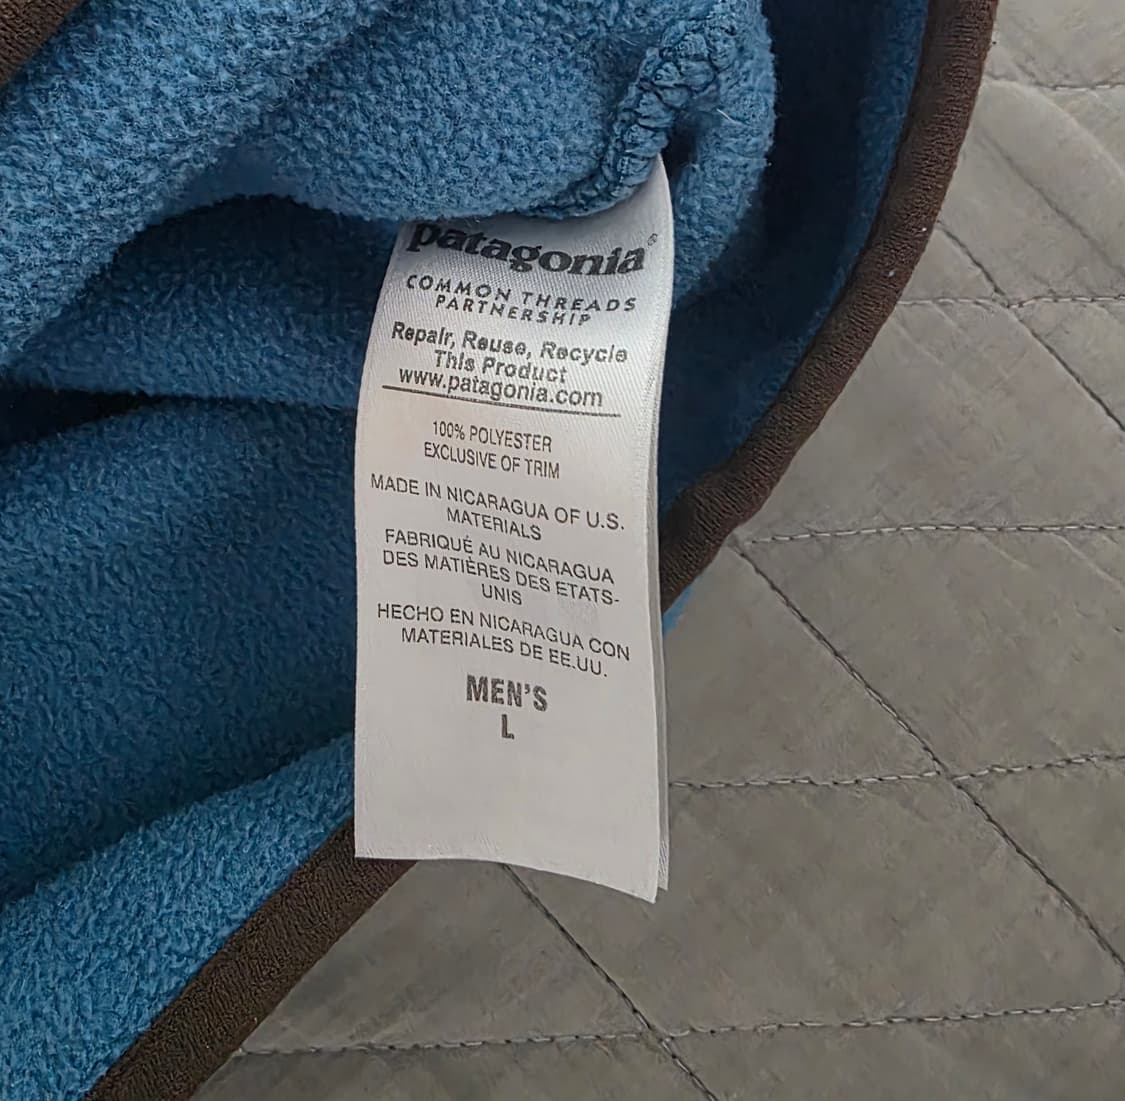 patagonia®
COMMON THREADS
PARTNERSHIP
Repair, Reuse, Recycle
This Product
www.patagonia.com
100% POLYESTER
EXCLUSIVE OF TRIM
MADE IN NICARAGUA OF U.S.
MATERIALS
FABRIQUÉ AU NICARAGUA
DES MATIÈRES DES ETATS-
UNIS
HECHO EN NICARAGUA CON
MATERIALES DE EE.UU.
MEN'S
L